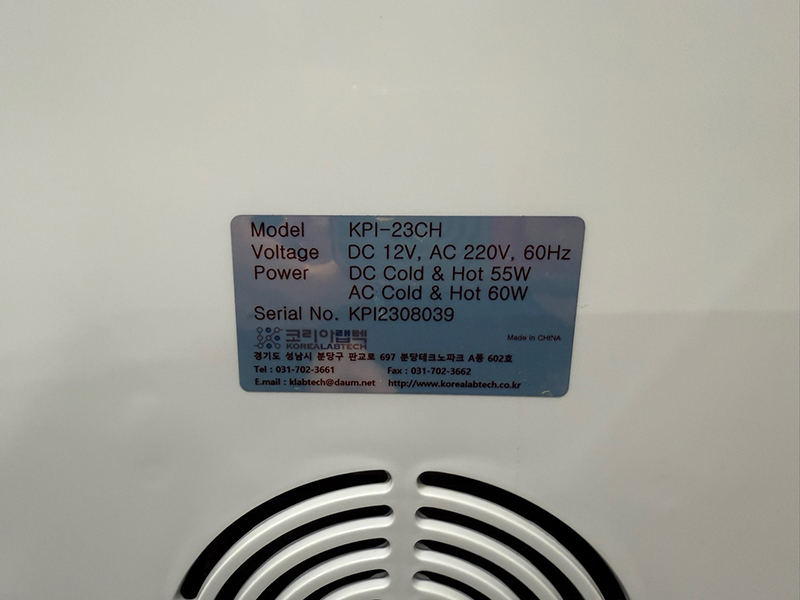 Model KPI-23CH
Voltage DC 12V, AC 220V, 60Hz
Power DC Cold & Hot 55W
AC Cold & Hot 60W
Serial No. KPI2308039
코리아랩텍
KOREALABTECH
Made in CHINA
경기도 성남시 분당구 판교로 697 분당테크노파크 A동 602호
Tel : 031-702-3661 Fax : 031-702-3662
E.mail : klabtech@daum.net http://www.korealabtech.co.kr